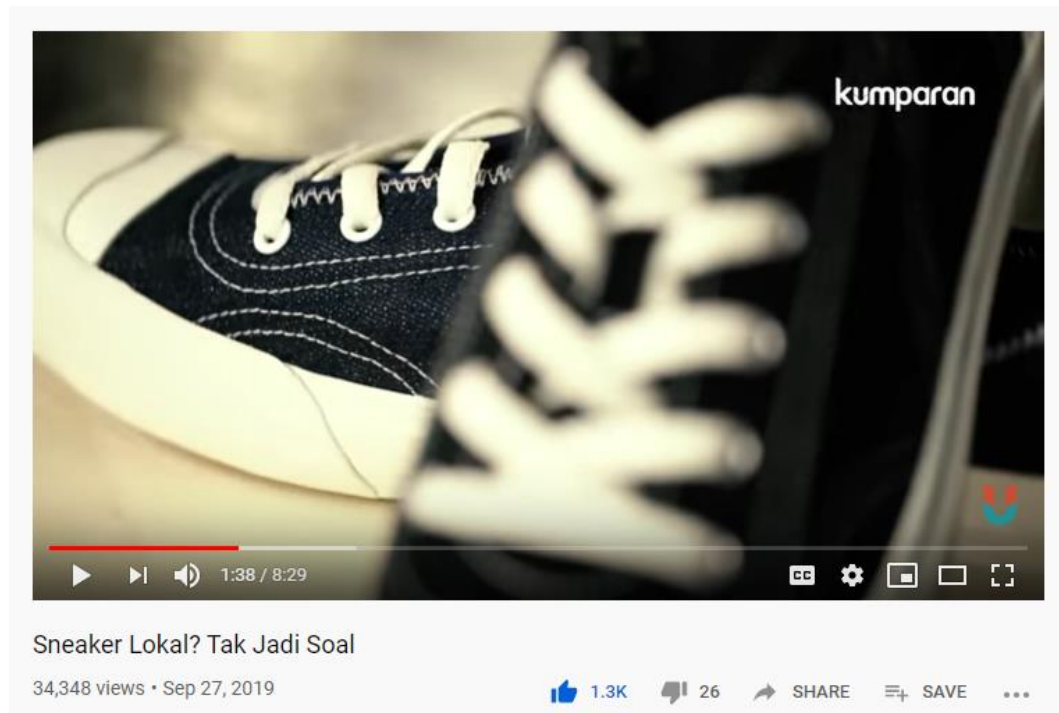 kumparan
1:38 / 8:29
CC
Sneaker Lokal? Tak Jadi Soal
34,348 views • Sep 27, 2019
1.3K
26
SHARE
SAVE